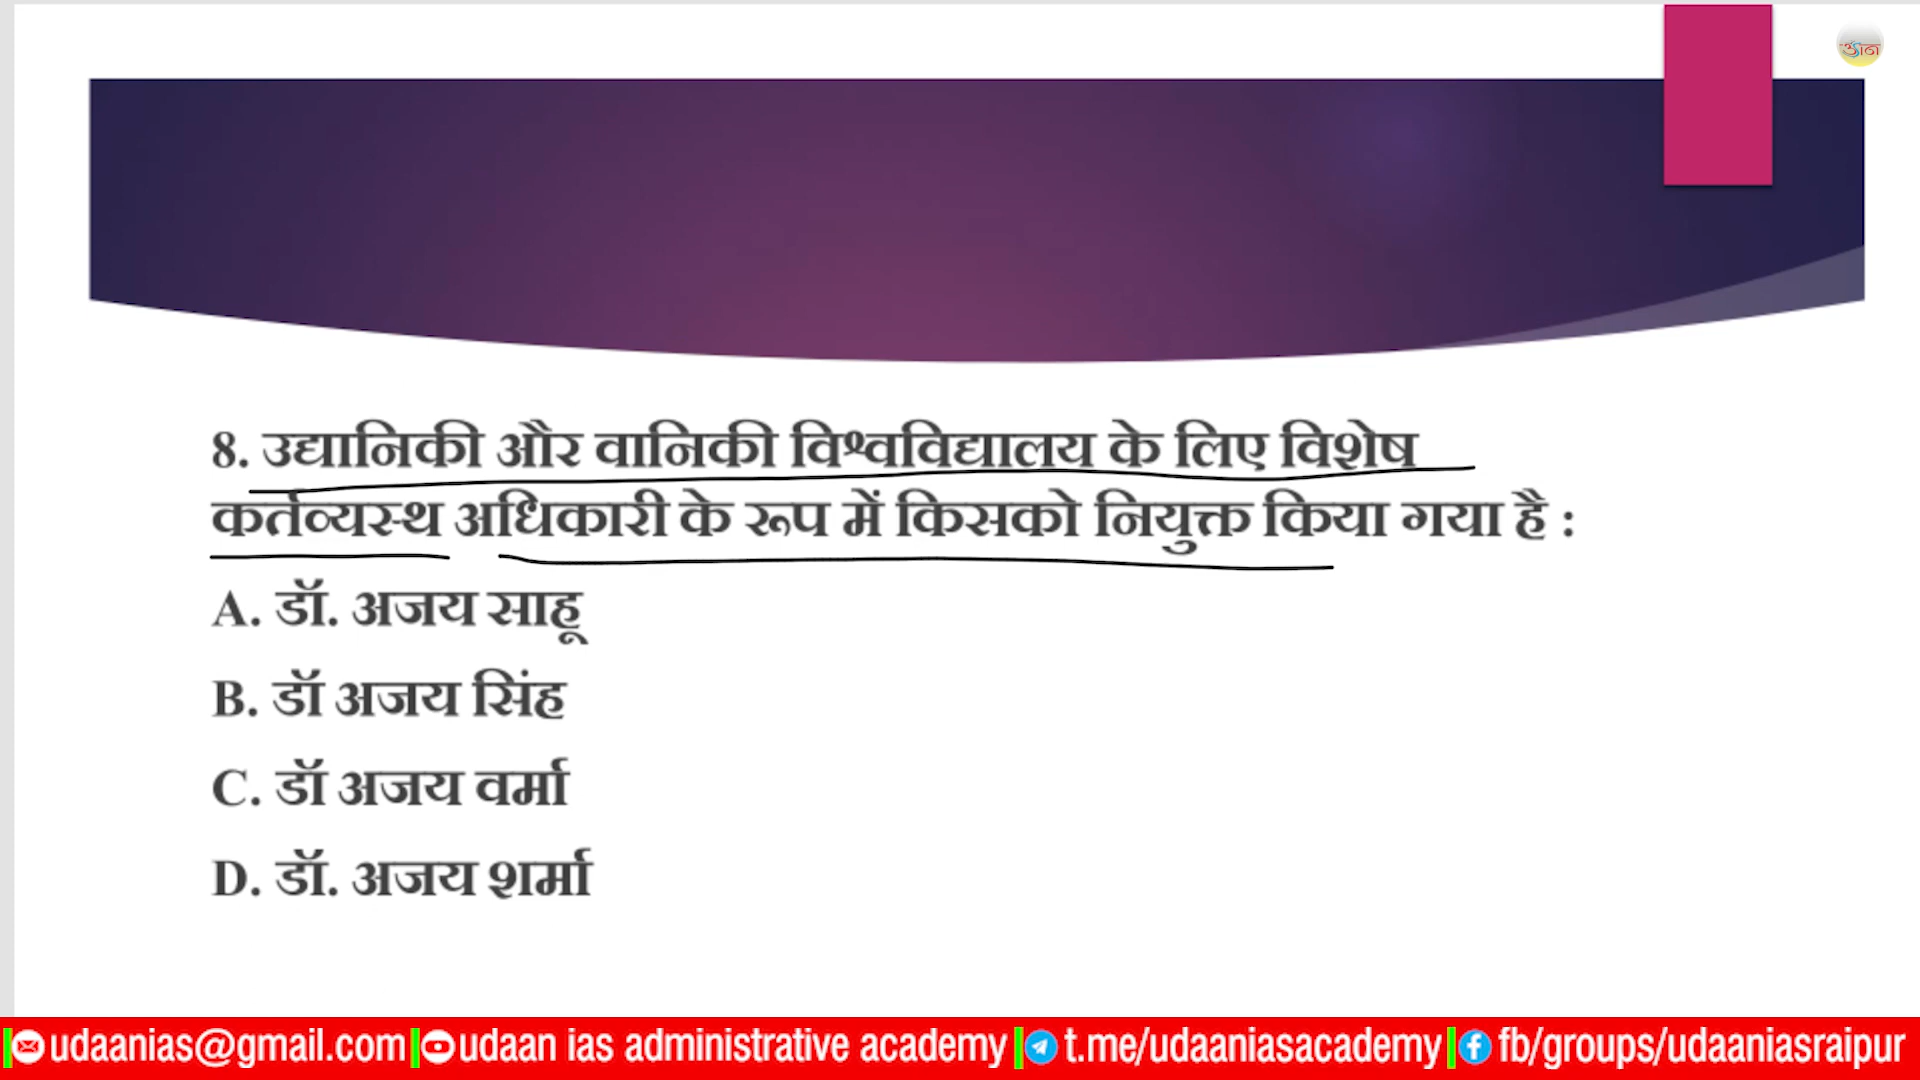 उान
8. उद्यानिकी और वानिकी विश्वविद्यालय के लिए विशेष
कर्तव्यस्थ अधिकारी के रूप में किसको नियुक्त किया गया है :
A. डॉ. अजय साहू
B. डॉ अजय सिंह
C. डॉ अजय वर्मा
D. डॉ. अजय शर्मा
udaanias@gmail.com udaan ias administrative academy t.me/udaaniasacademy fb/groups/udaaniasraipur